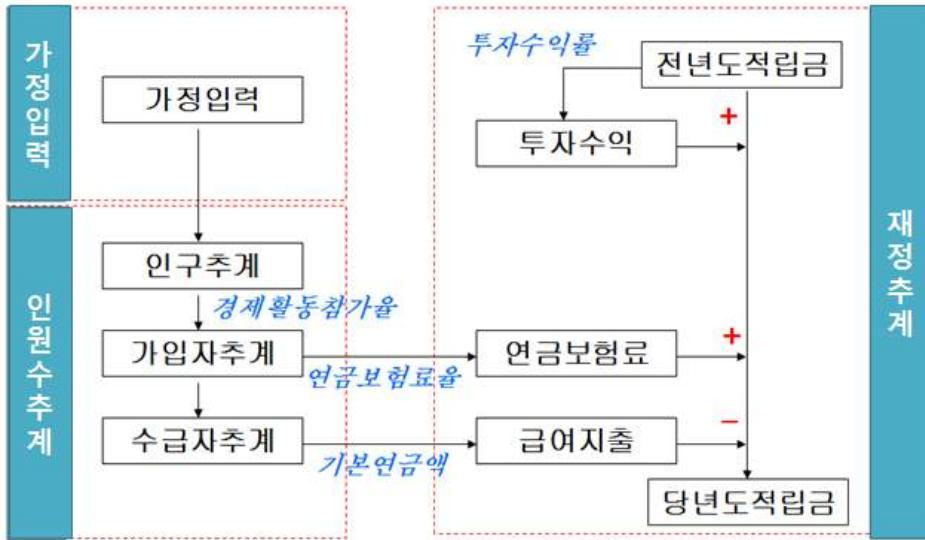 가정입력
가정입력
인원수추계
인구추계
경제활동참가율
가입자추계
연금보험료율
수급자추계
기본연금액
투자수익률
전년도적립금
투자수익
+
연금보험료
+
급여지출
−
당년도적립금
재정추계